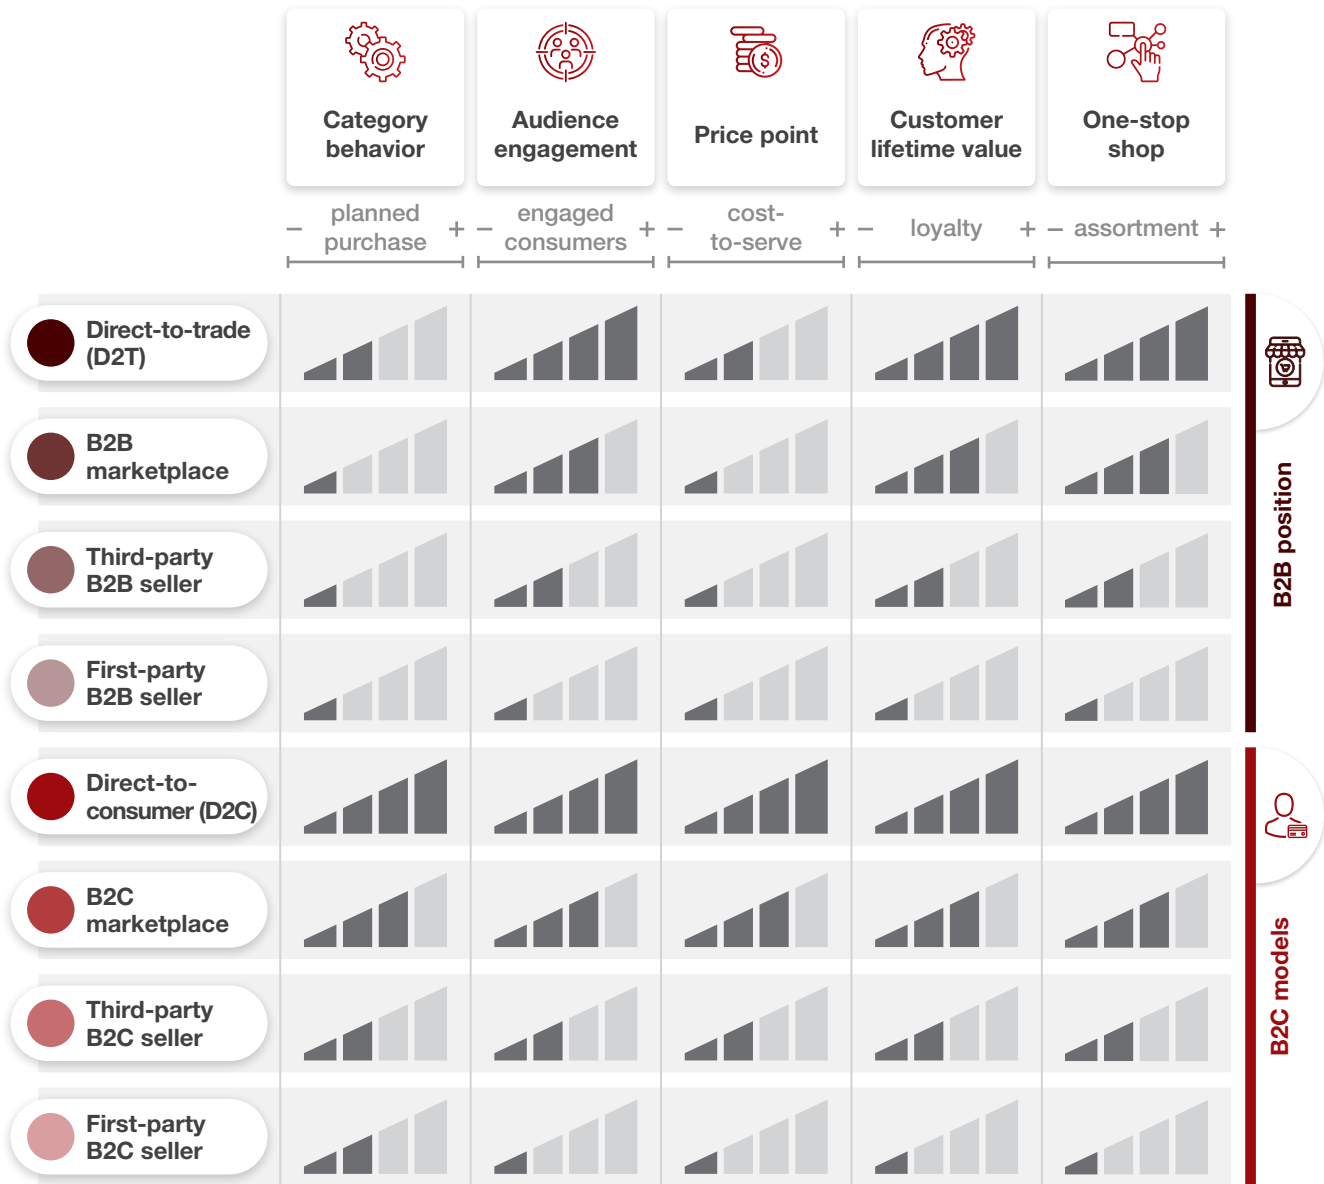 Category
behavior
Audience
engagement
Price point
Customer
lifetime value
One-stop
shop
− planned
purchase +
− engaged
consumers +
− cost-
to-serve +
− loyalty +
− assortment +
Direct-to-trade
(D2T)
B2B
marketplace
Third-party
B2B seller
First-party
B2B seller
B2B position
Direct-to-
consumer (D2C)
B2C
marketplace
Third-party
B2C seller
First-party
B2C seller
B2C models